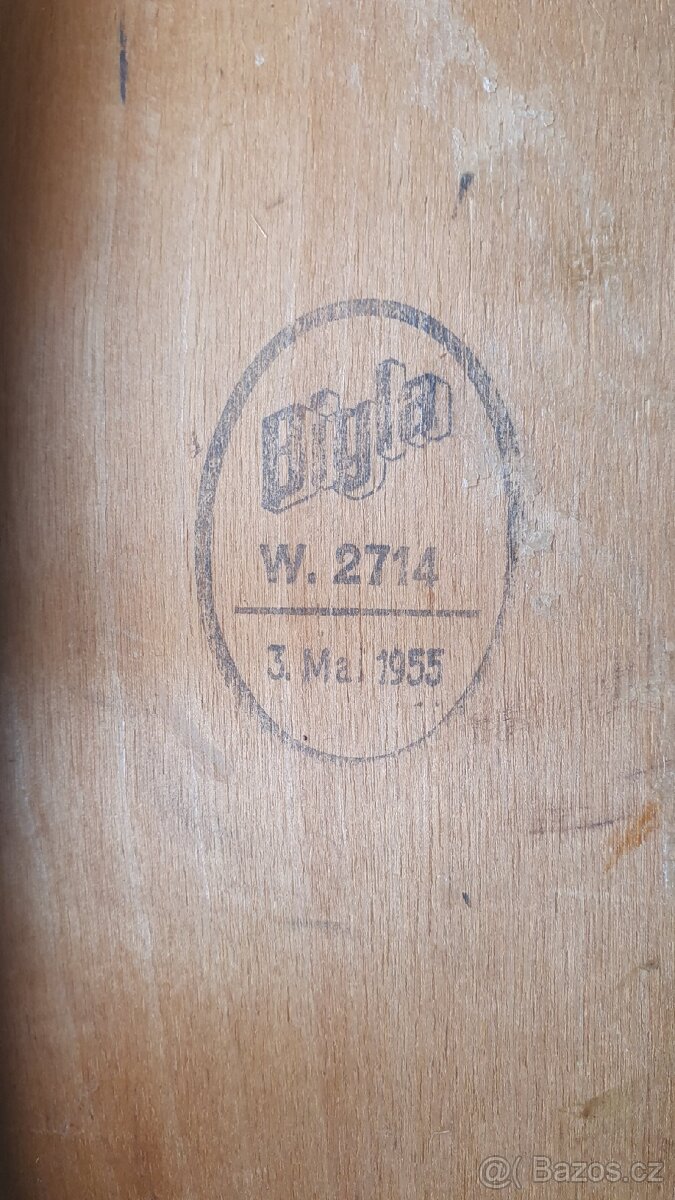 Bigla
W. 2714
3. Mai 1955
@( Bazos.cz